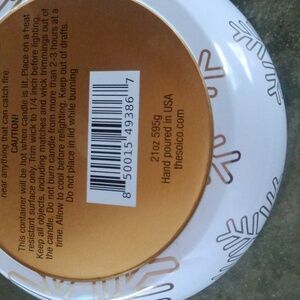 near anything that can catch fire
CAUTION
This container will be hot when candle is lit. Place on a heat
resistant surface only. Trim wick to 1/4 inch before lighting.
Keep all objects, including matches and wick trimmings out of
the candle. Do not burn candle from more than 2-3 hours at a
time. Allow to cool before relighting. Keep out of drafts.
Do not place in lid while burning
8 50015 49386 7
21oz 595g
Hand poured in USA
thesoico.com